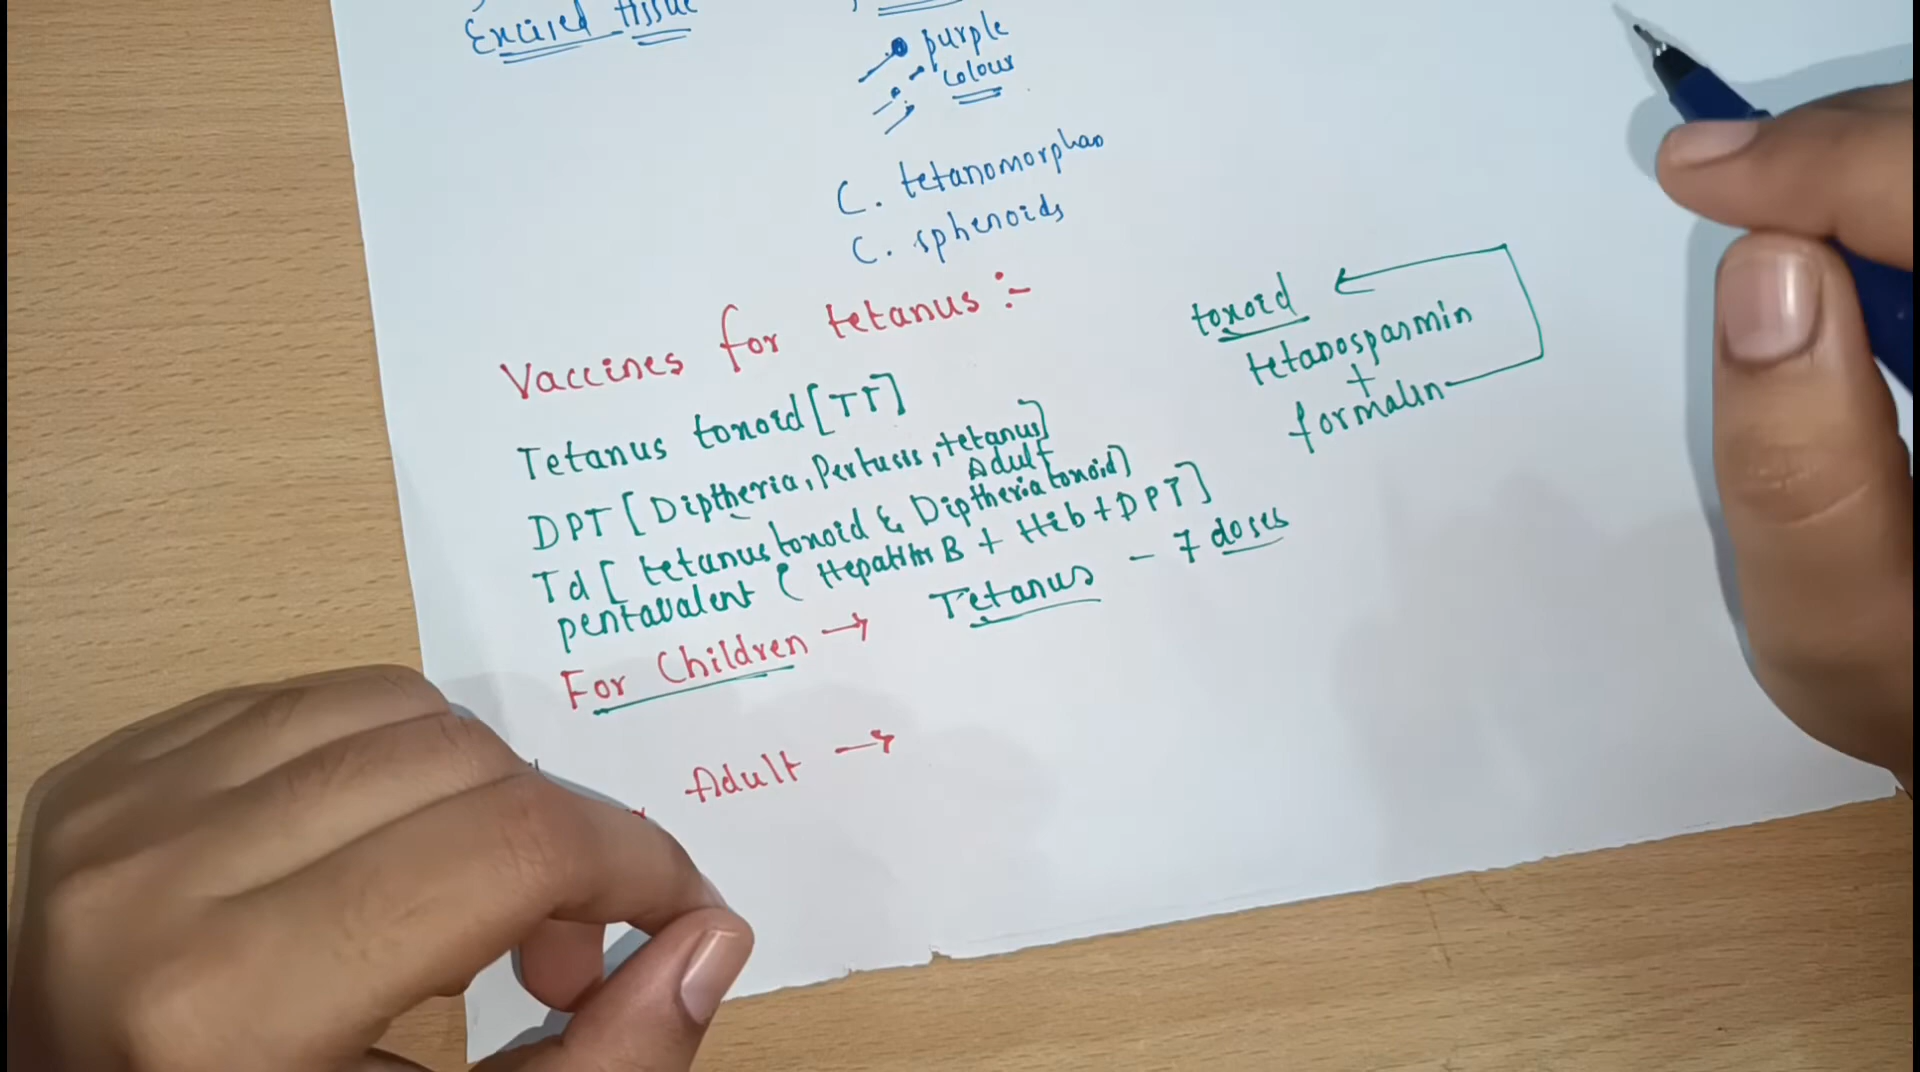 Excised tissue
purple
colour
C. tetanomorphao
C. sphenoids
Vaccines for tetanus :-
toxoid
tetanospasmin
+
formalin
Tetanus toxoid [TT]
DPT [Diptheria, Pertusis, tetanus]
Adult
Td [ tetanus toxoid & Diptheria toxoid)
pentavalent ( Hepatitis B + Hib + DPT]
For Children → Tetanus - 7 doses
Adult →